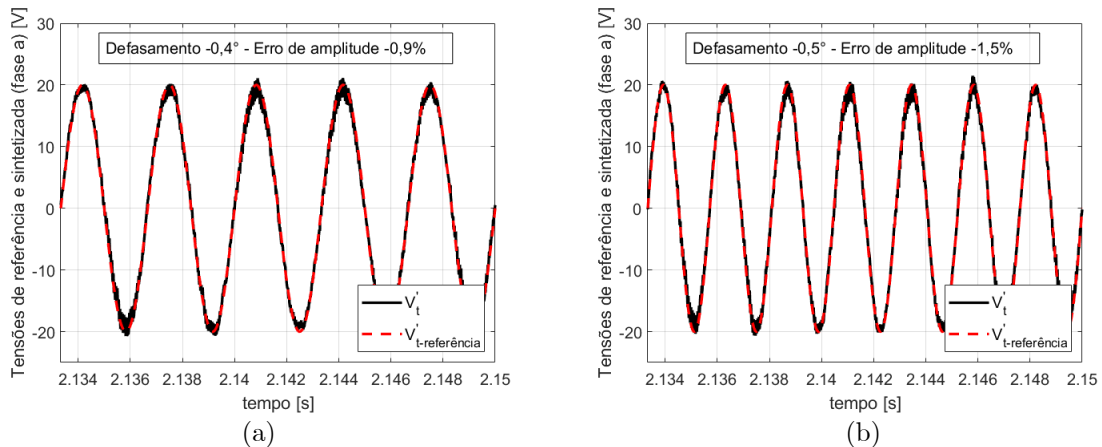 Tensões de referência e sintetizada (fase a) [V]
30
20
10
0
-10
-20
Defasamento -0,4° - Erro de amplitude -0,9%
V't
V't-referência
2.134 2.136 2.138 2.14 2.142 2.144 2.146 2.148 2.15
tempo [s]
(a)
Tensões de referência e sintetizada (fase a) [V]
30
20
10
0
-10
-20
Defasamento -0,5° - Erro de amplitude -1,5%
V't
V't-referência
2.134 2.136 2.138 2.14 2.142 2.144 2.146 2.148 2.15
tempo [s]
(b)